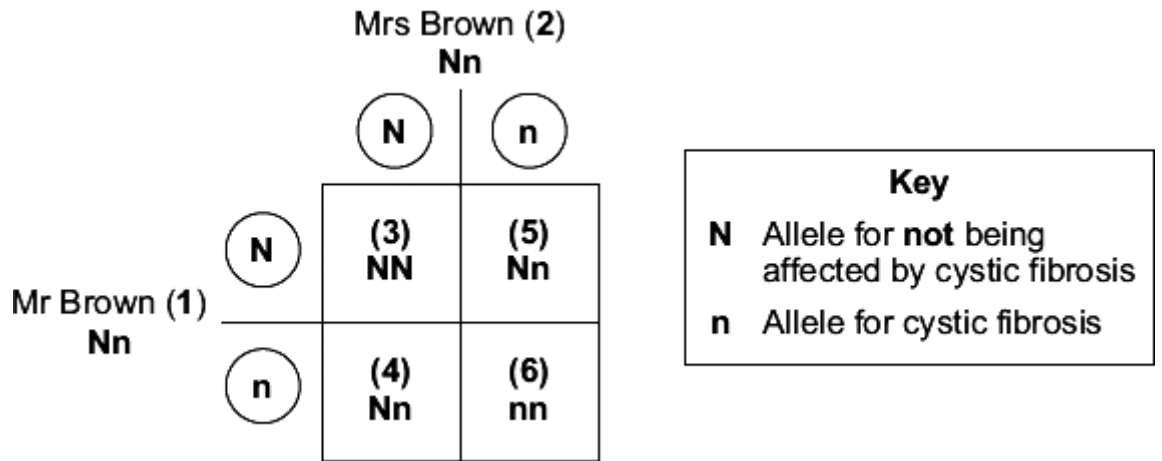 Mrs Brown (2)
Nn
N
n
Key
N Allele for not being
affected by cystic fibrosis
n Allele for cystic fibrosis
N
(3)
NN
(5)
Nn
Mr Brown (1)
Nn
n
(4)
Nn
(6)
nn